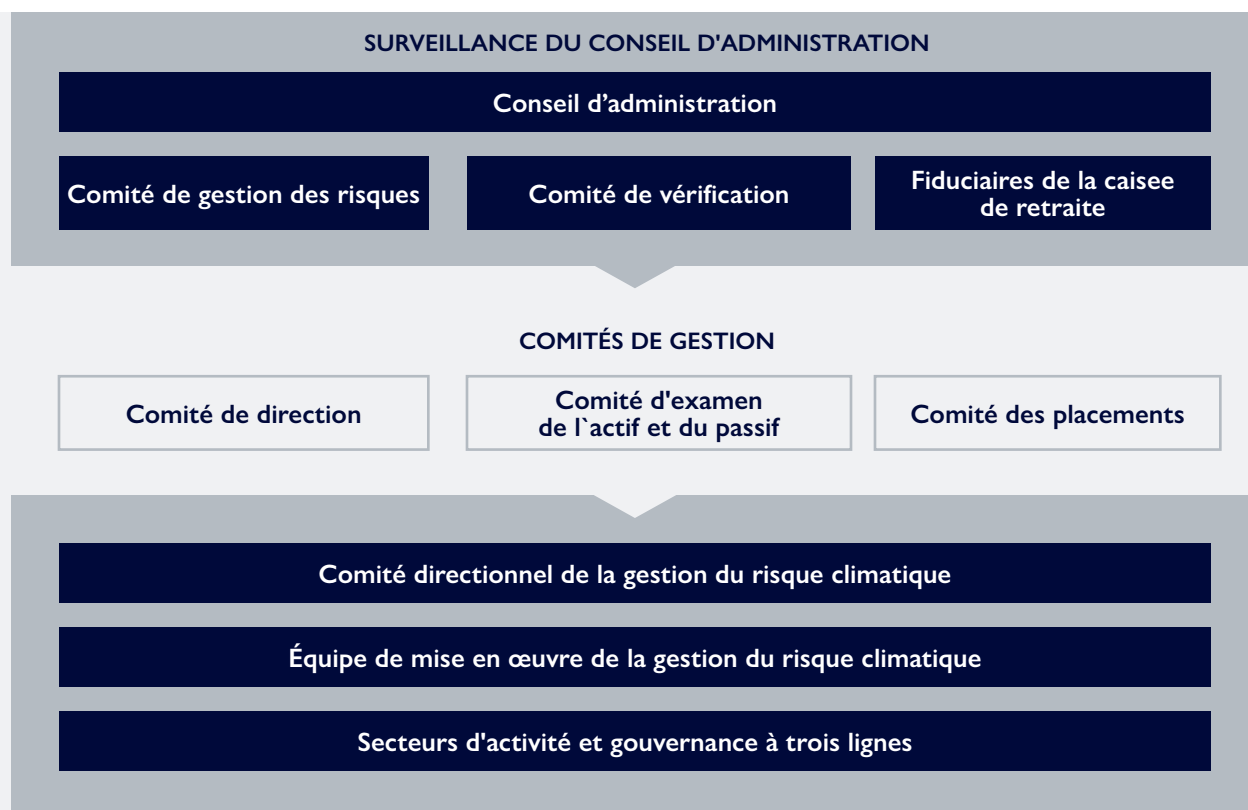 SURVEILLANCE DU CONSEIL D'ADMINISTRATION
Conseil d’administration
Comité de gestion des risques
Comité de vérification
Fiduciaires de la caisee
de retraite
COMITÉS DE GESTION
Comité de direction
Comité d'examen
de l`actif et du passif
Comité des placements
Comité directionnel de la gestion du risque climatique
Équipe de mise en œuvre de la gestion du risque climatique
Secteurs d'activité et gouvernance à trois lignes